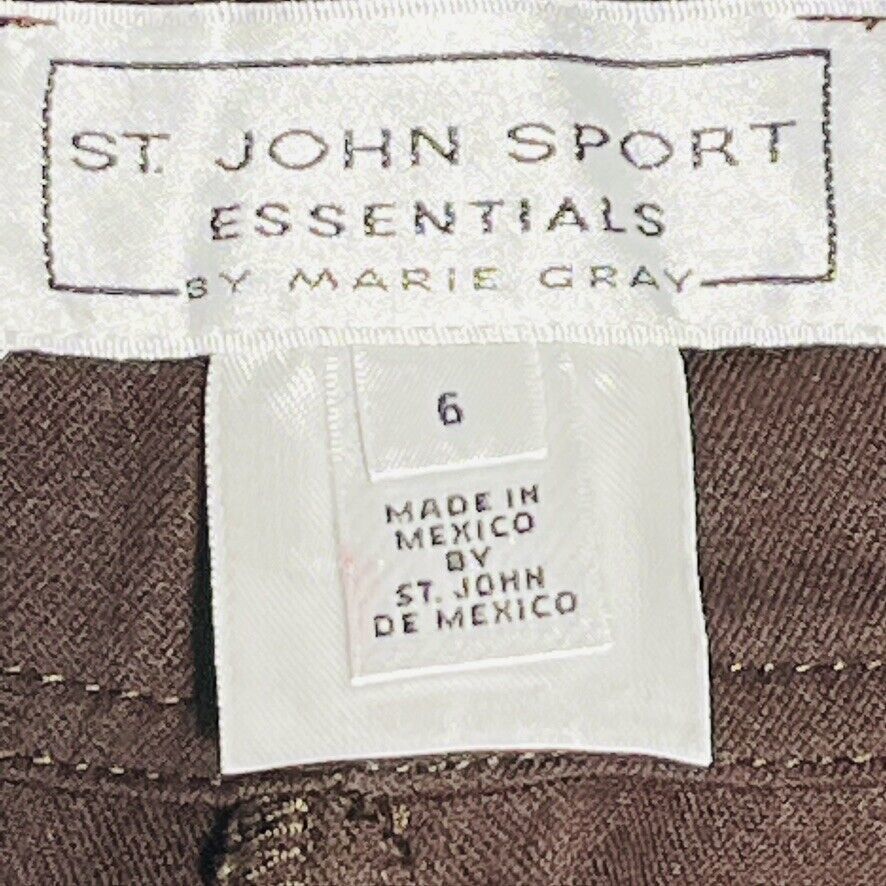 ST. JOHN SPORT
ESSENTIALS
BY MARIE GRAY
6
MADE IN
MEXICO
BY
ST. JOHN
DE MEXICO